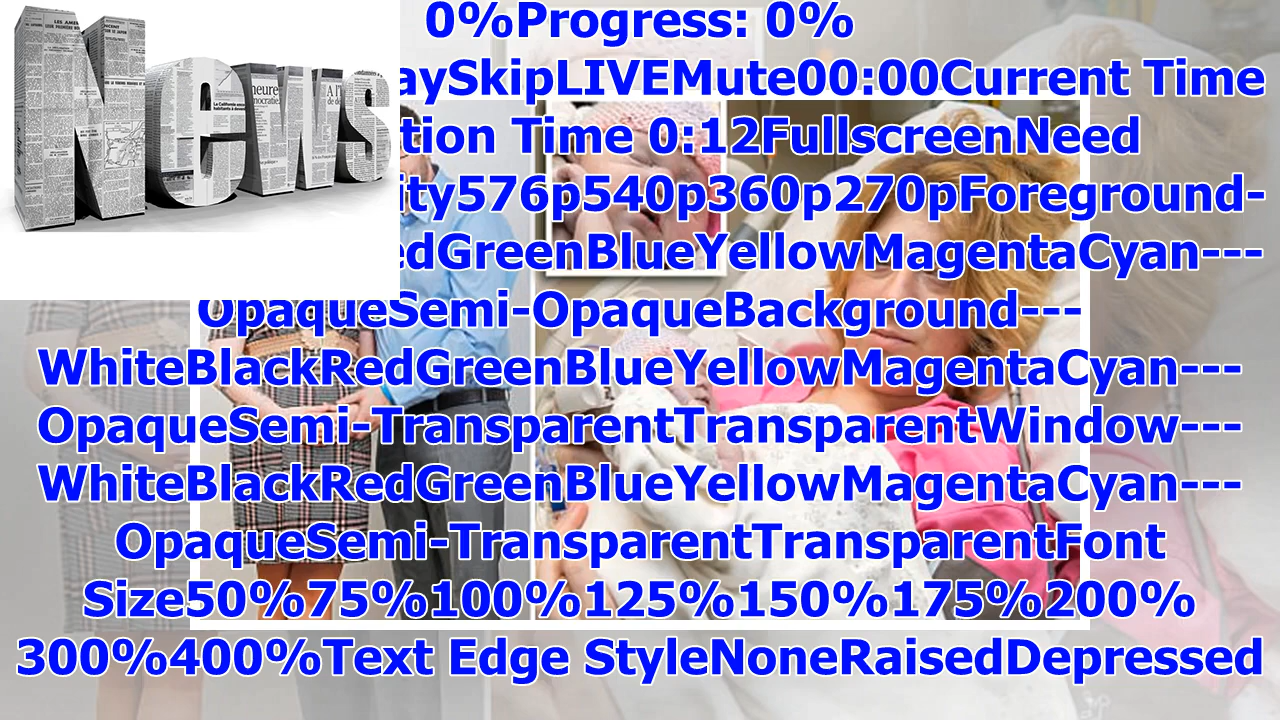 News
0%Progress: 0%
aySkipLIVEMute00:00Current Time
tion Time 0:12FullscreenNeed
ity576p540p360p270pForeground-
edGreenBlueYellowMagentaCyan---
OpaqueSemi-OpaqueBackground---
WhiteBlackRedGreenBlueYellowMagentaCyan---
OpaqueSemi-TransparentTransparentWindow---
WhiteBlackRedGreenBlueYellowMagentaCyan---
OpaqueSemi-TransparentTransparentFont
Size50%75%100%125%150%175%200%
300%400%Text Edge StyleNoneRaisedDepressed